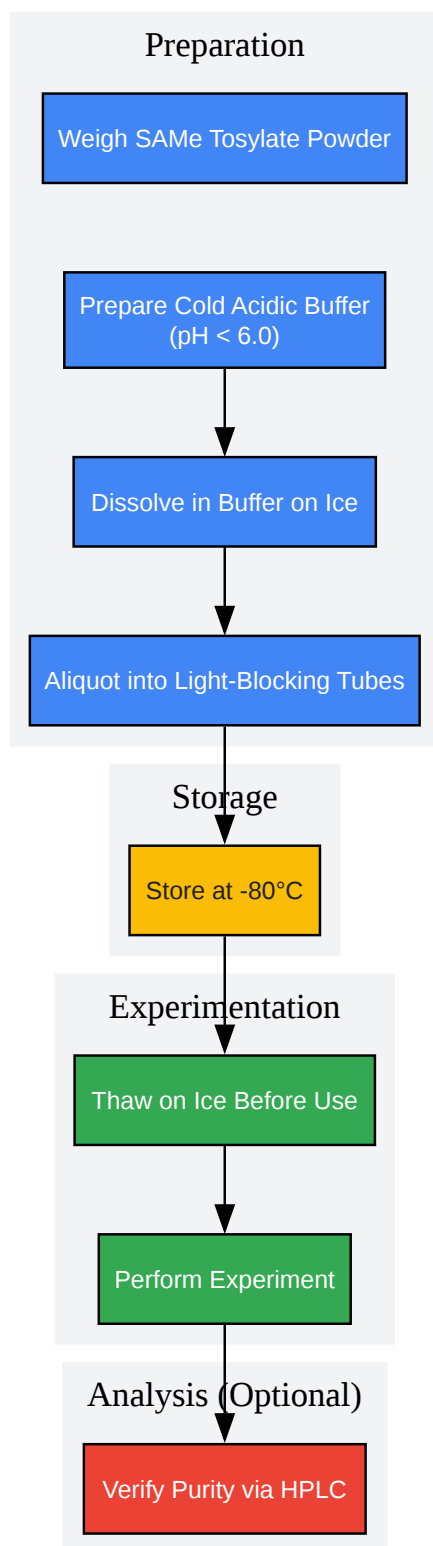 Preparation
Weigh SAMe Tosylate Powder
Prepare Cold Acidic Buffer
(pH < 6.0)
Dissolve in Buffer on Ice
Aliquot into Light-Blocking Tubes
Storage
Store at -80°C
Experimentation
Thaw on Ice Before Use
Perform Experiment
Analysis (Optional)
Verify Purity via HPLC